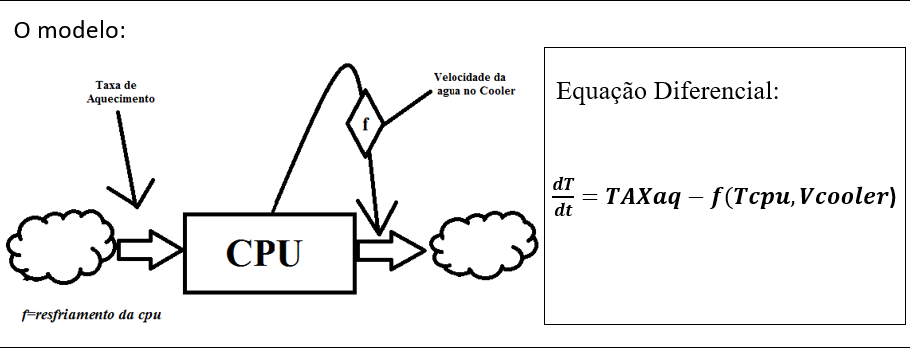 O modelo:
Taxa de
Aquecimento
Velocidade da
agua no Cooler
f
CPU
f=resfriamento da cpu
Equação Diferencial:
dT/dt = TAXaq − f(Tcpu, Vcooler)